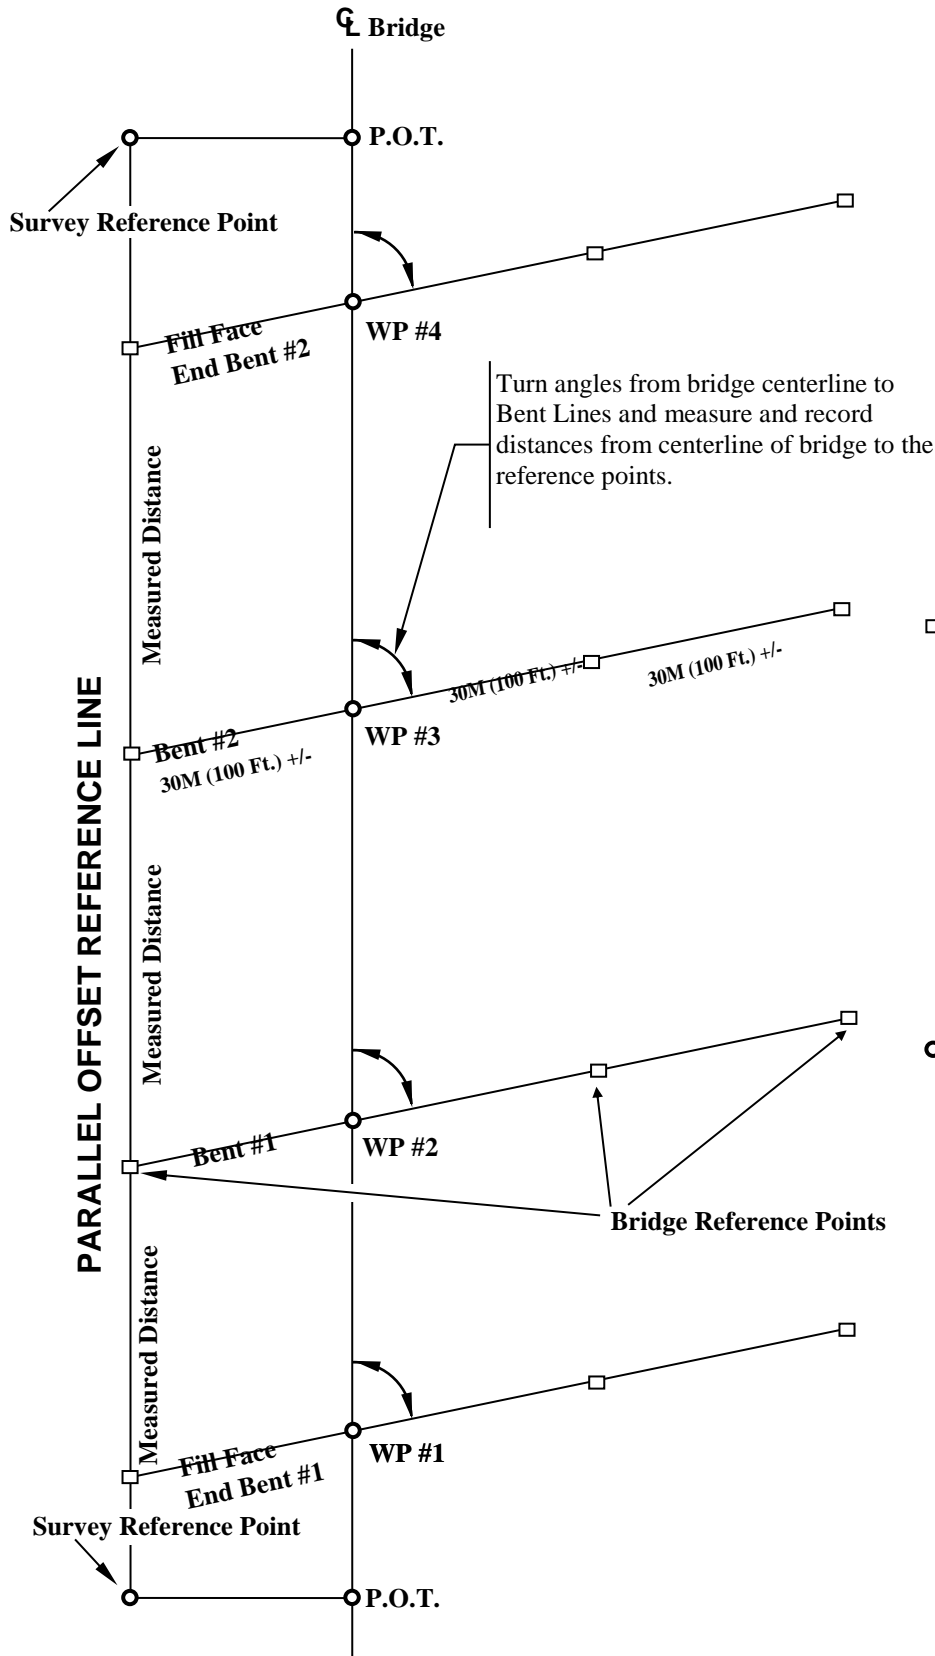 ℄ Bridge
P.O.T.
Survey Reference Point
WP #4
Fill Face
End Bent #2
Turn angles from bridge centerline to
Bent Lines and measure and record
distances from centerline of bridge to the
reference points.
Measured Distance
30M (100 Ft.) +/-
30M (100 Ft.) +/-
WP #3
Bent #2
30M (100 Ft.) +/-
PARALLEL OFFSET REFERENCE LINE
Measured Distance
WP #2
Bent #1
Bridge Reference Points
Measured Distance
WP #1
Fill Face
End Bent #1
Survey Reference Point
P.O.T.